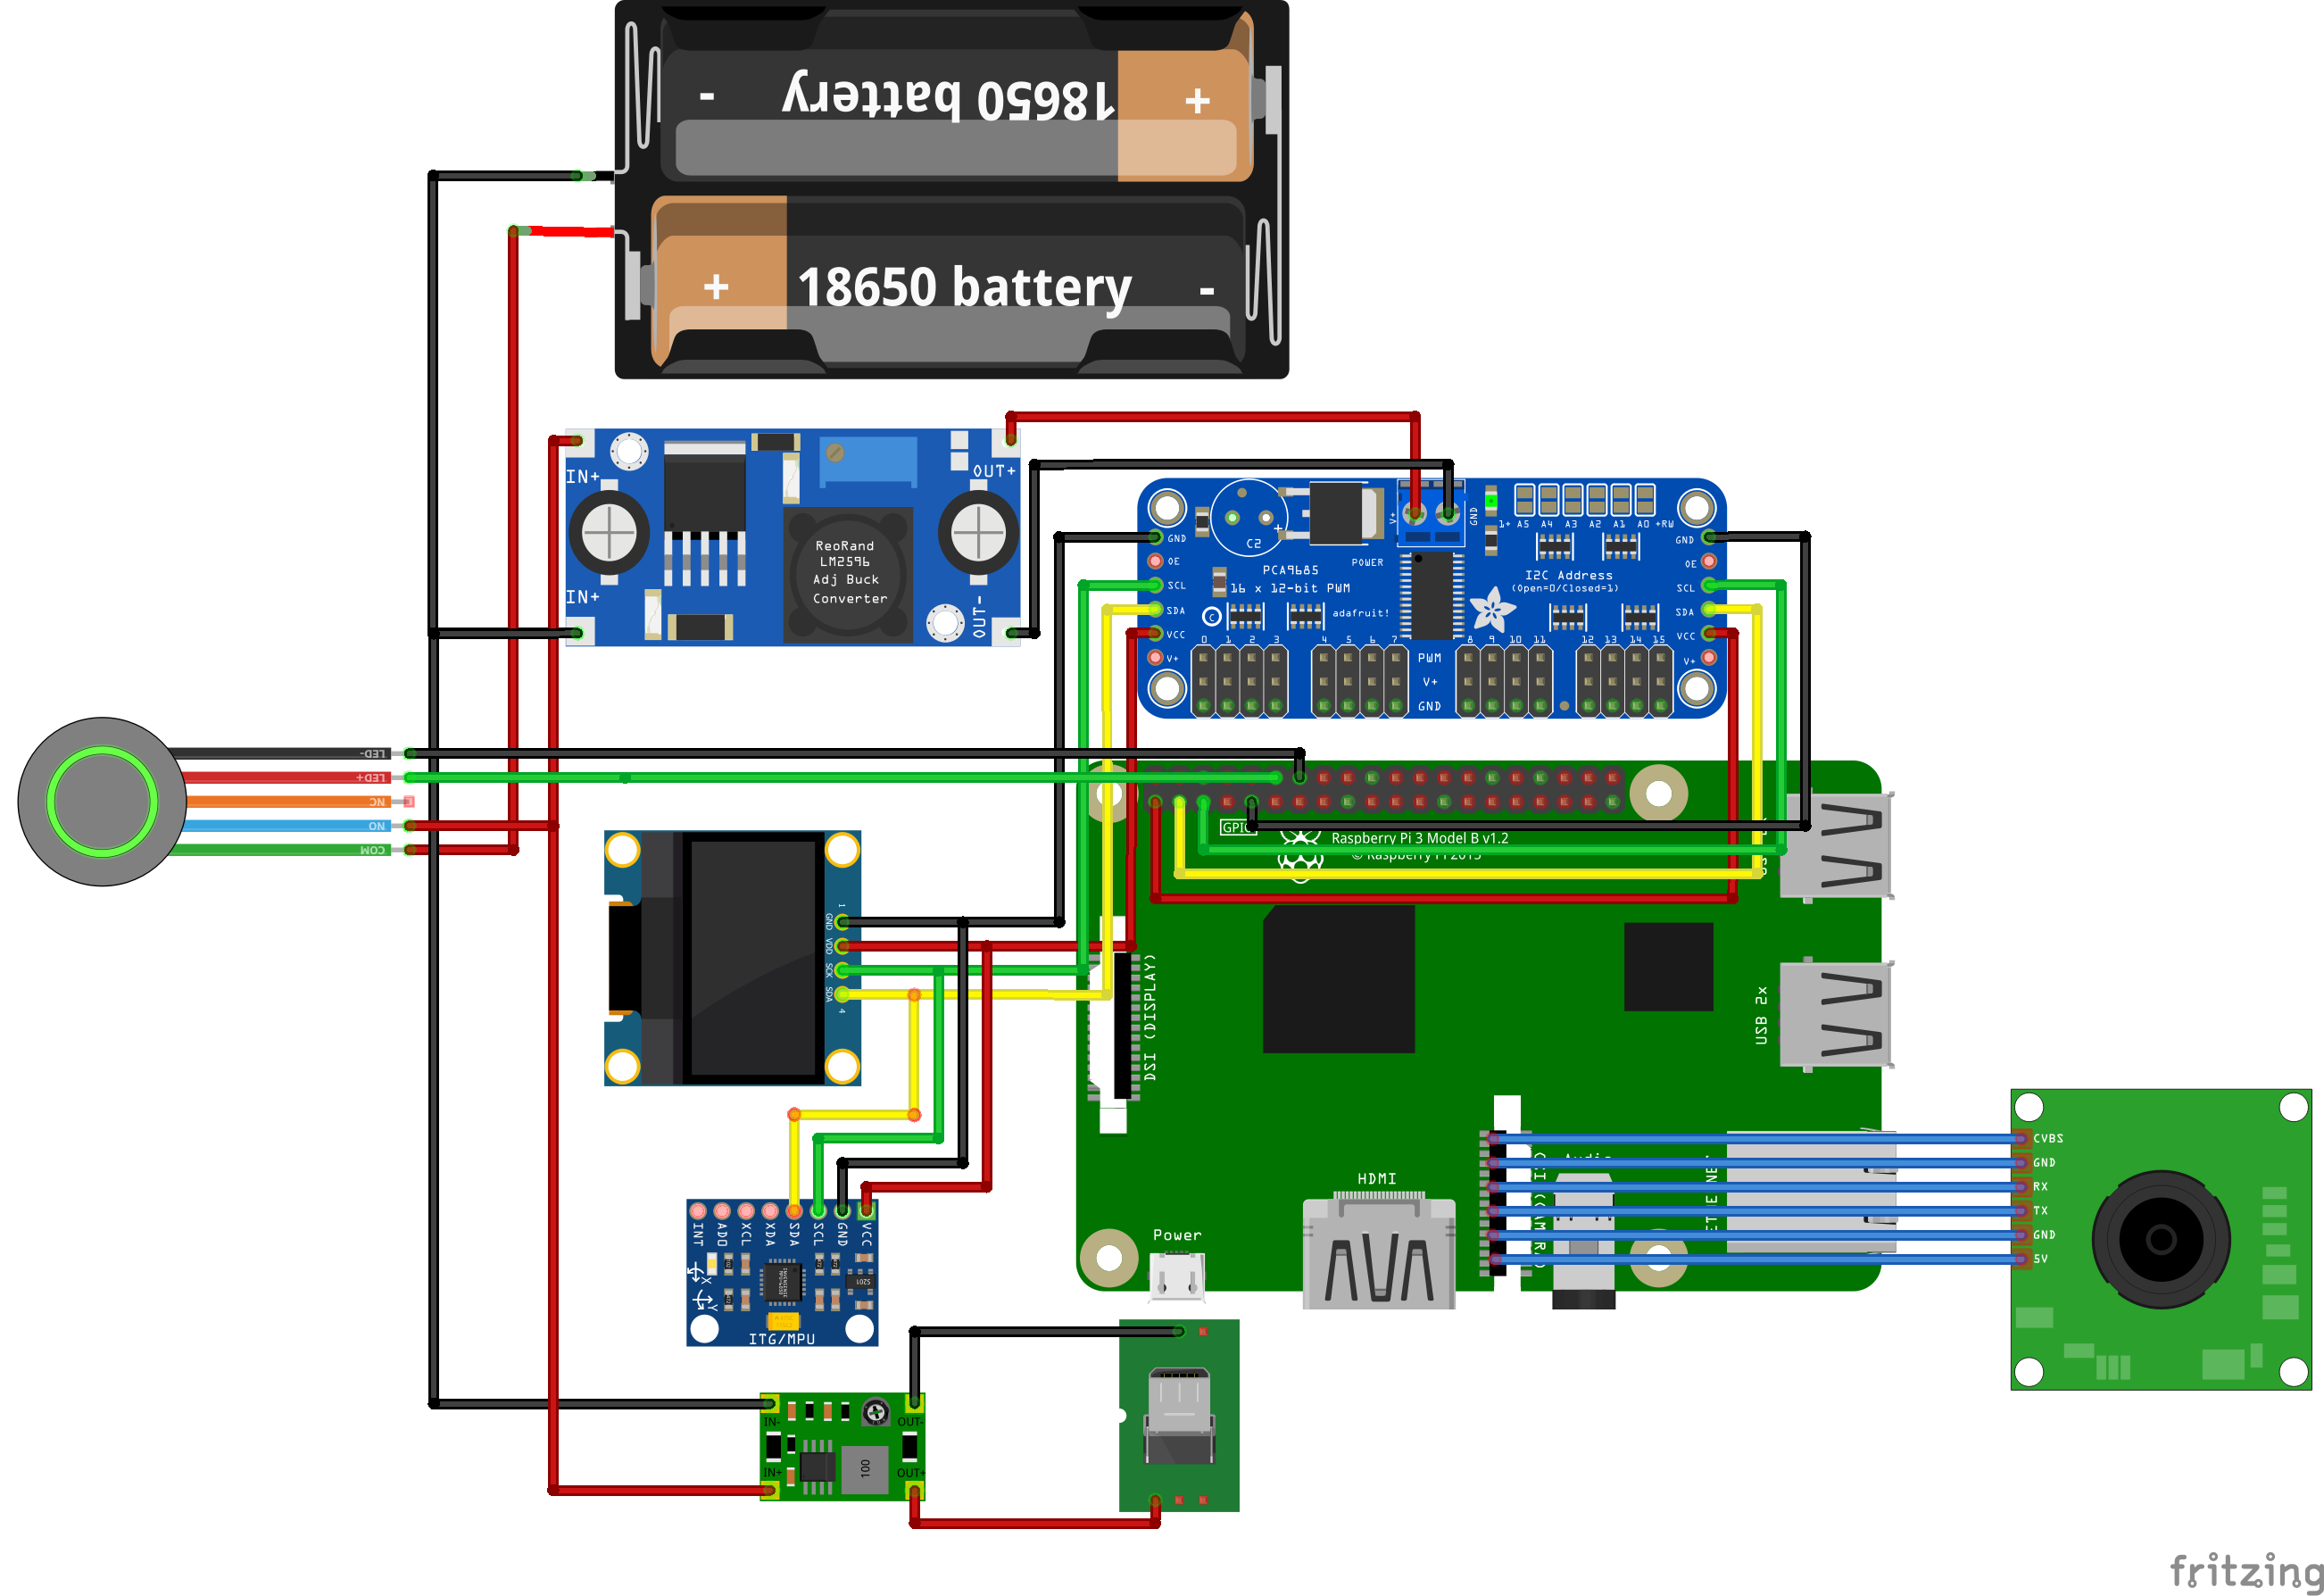 - 18650 battery +
+ 18650 battery -
IN+
OUT+
ReoRand
LM2596
Adj Buck
Converter
IN+
OUT-
V+
GND
1+ A5 A4 A3 A2 A1 A0 +RW
GND
OE
SCL
SDA
VCC
V+
C2
+
POWER
PCA9685
16 x 12-bit PWM
adafruit!
I2C Address
(Open=0/Closed=1)
GND
OE
SCL
SDA
VCC
V+
0 1 2 3 4 5 6 7 8 9 10 11 12 13 14 15
PWM
V+
GND
LED-
LED+
NC
NO
COM
Raspberry Pi 3 Model B v1.2
© Raspberry Pi 2015
1
GND
VDD
SCK
SDA
4
DSI (DISPLAY)
USB 2x
HDMI
Power
CVBS
GND
RX
TX
GND
5V
INT
AD0
XCL
XDA
SDA
SCL
GND
VCC
X
Y
ITG/MPU
IN-
OUT-
IN+
OUT+
100
fritzing